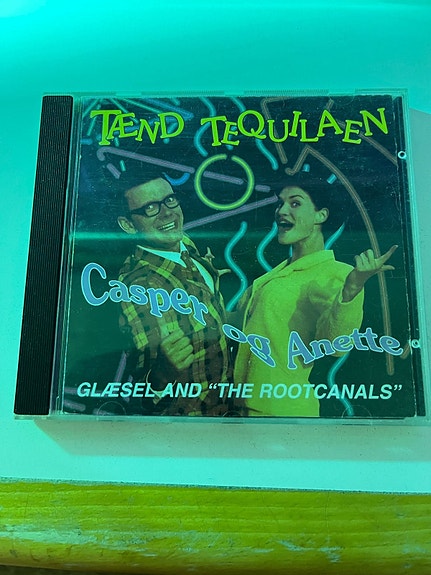 TÆND TEQUILAEN
Casper og Anette
GLÆSEL AND "THE ROOTCANALS"